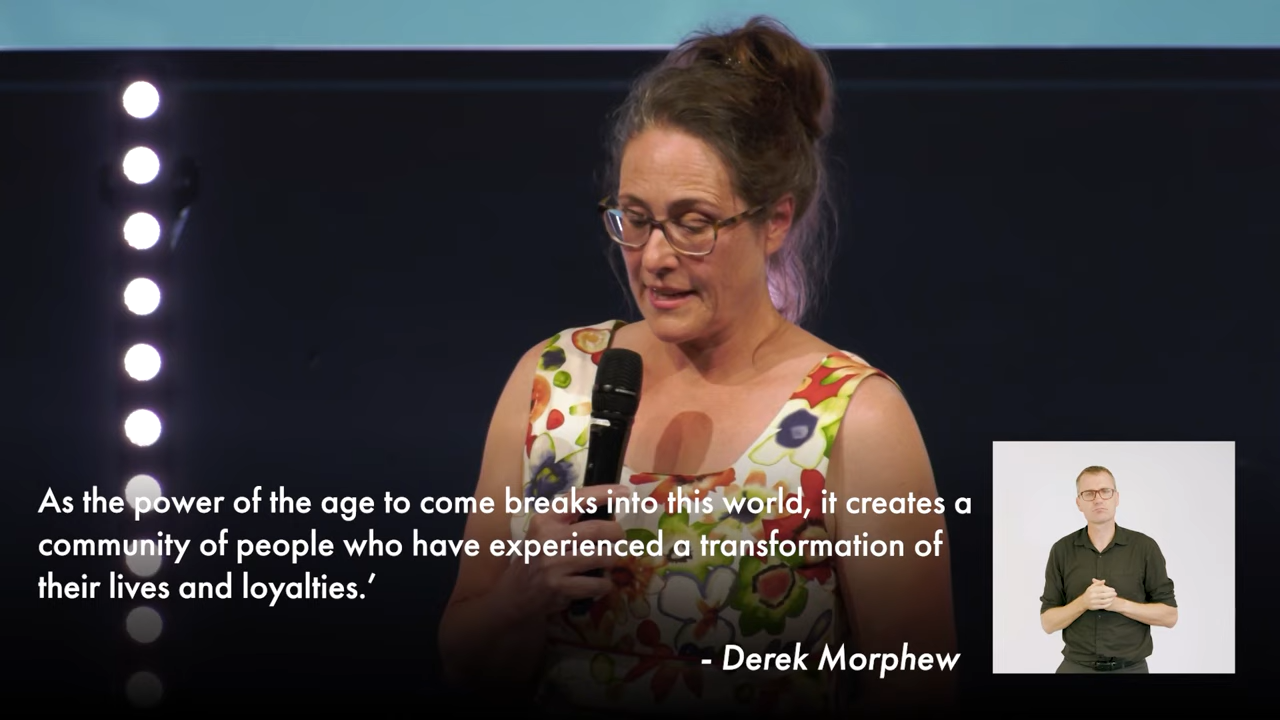 As the power of the age to come breaks into this world, it creates a
community of people who have experienced a transformation of
their lives and loyalties.’
- Derek Morphew